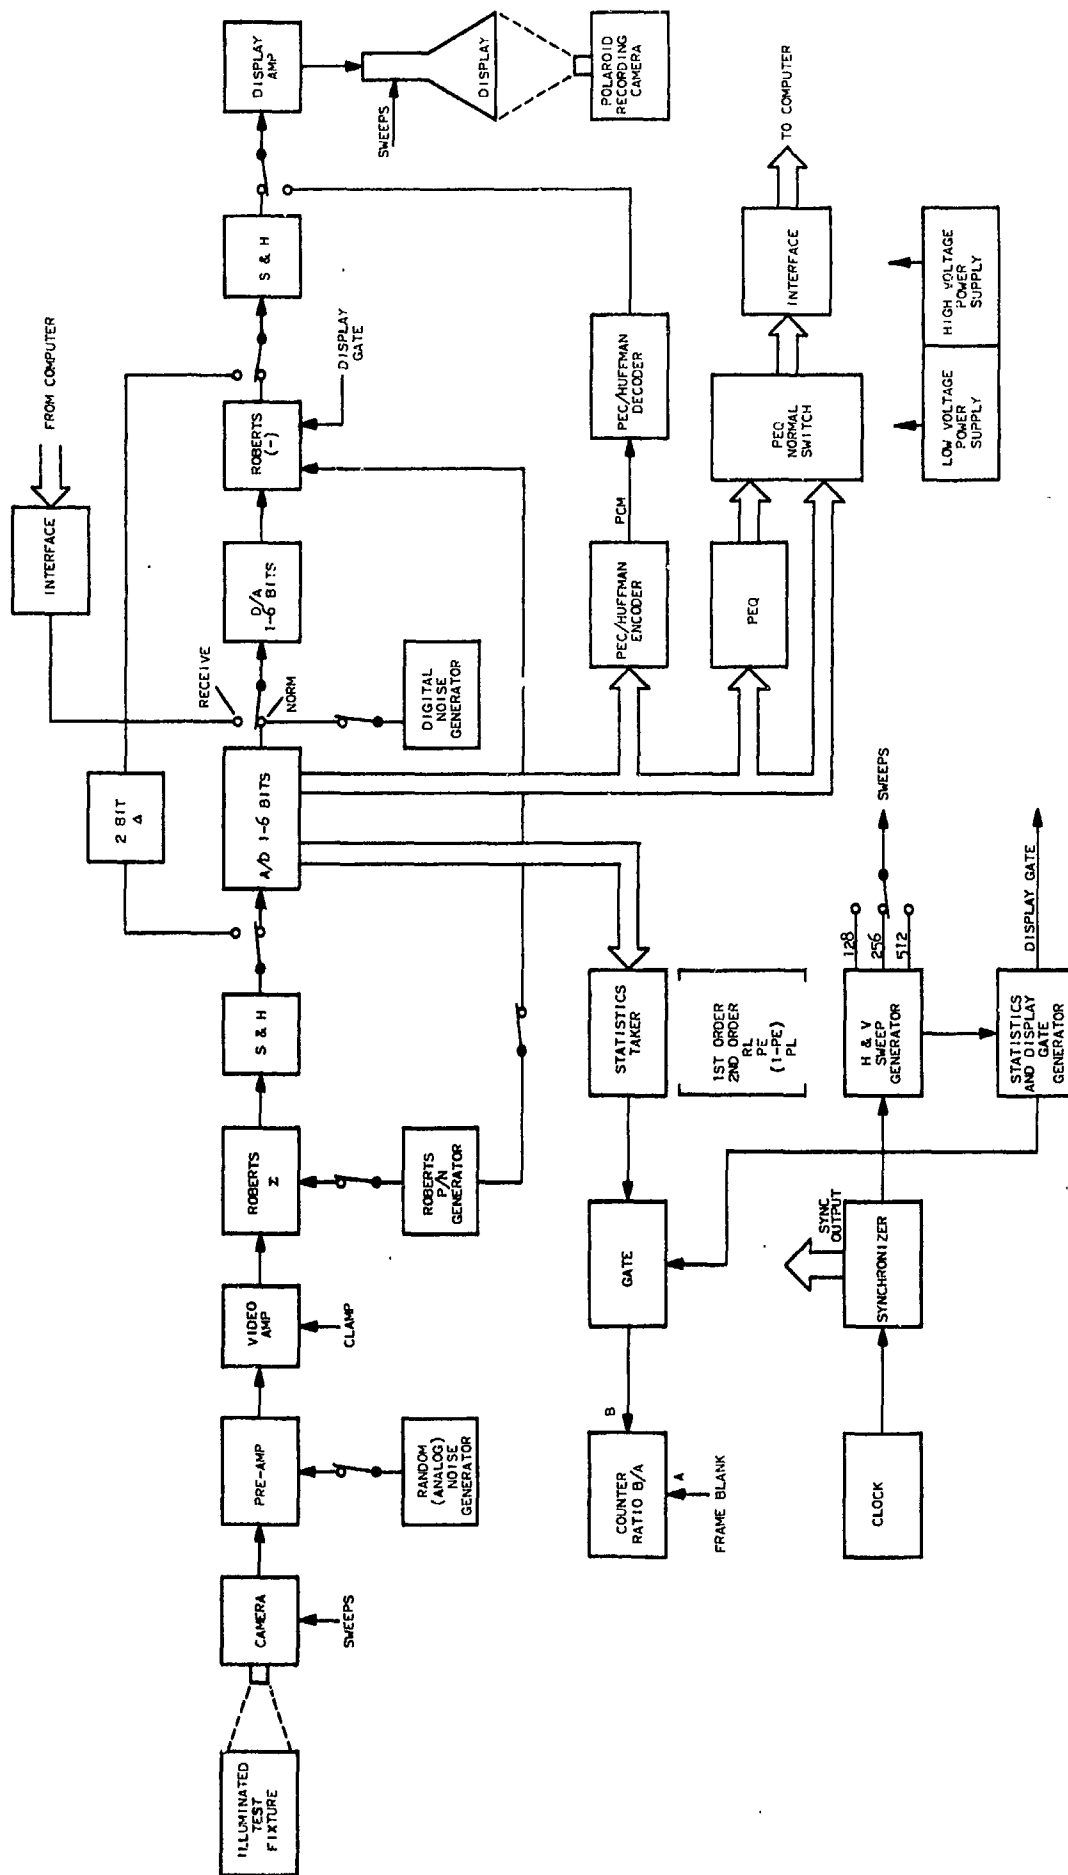 ILLUMINATED
TEST
FIXTURE
CAMERA
SWEEPS
PRE-AMP
RANDOM
(ANALOG)
NOISE
GENERATOR
VIDEO
AMP
CLAMP
ROBERTS
Σ
ROBERTS
P/N
GENERATOR
S & H
2 BIT
Δ
A/D 1-6 BITS
RECEIVE
NORM
DIGITAL
NOISE
GENERATOR
INTERFACE
FROM COMPUTER
D/A
1-6 BITS
ROBERTS
(-)
DISPLAY
GATE
S & H
DISPLAY
AMP
SWEEPS
DISPLAY
POLAROID
RECORDING
CAMERA
COUNTER
RATIO B/A
A
FRAME BLANK
B
GATE
STATISTICS
TAKER
1ST ORDER
2ND ORDER
RL
PE
(1-PE)
PL
PEC/HUFFMAN
ENCODER
PCM
PEC/HUFFMAN
DECODER
PEQ
PEQ
NORMAL
SWITCH
INTERFACE
TO COMPUTER
LOW VOLTAGE
POWER
SUPPLY
HIGH VOLTAGE
POWER
SUPPLY
CLOCK
SYNCHRONIZER
SYNC
OUTPUT
H & V
SWEEP
GENERATOR
128
256
512
SWEEPS
STATISTICS
AND DISPLAY
GATE
GENERATOR
DISPLAY GATE